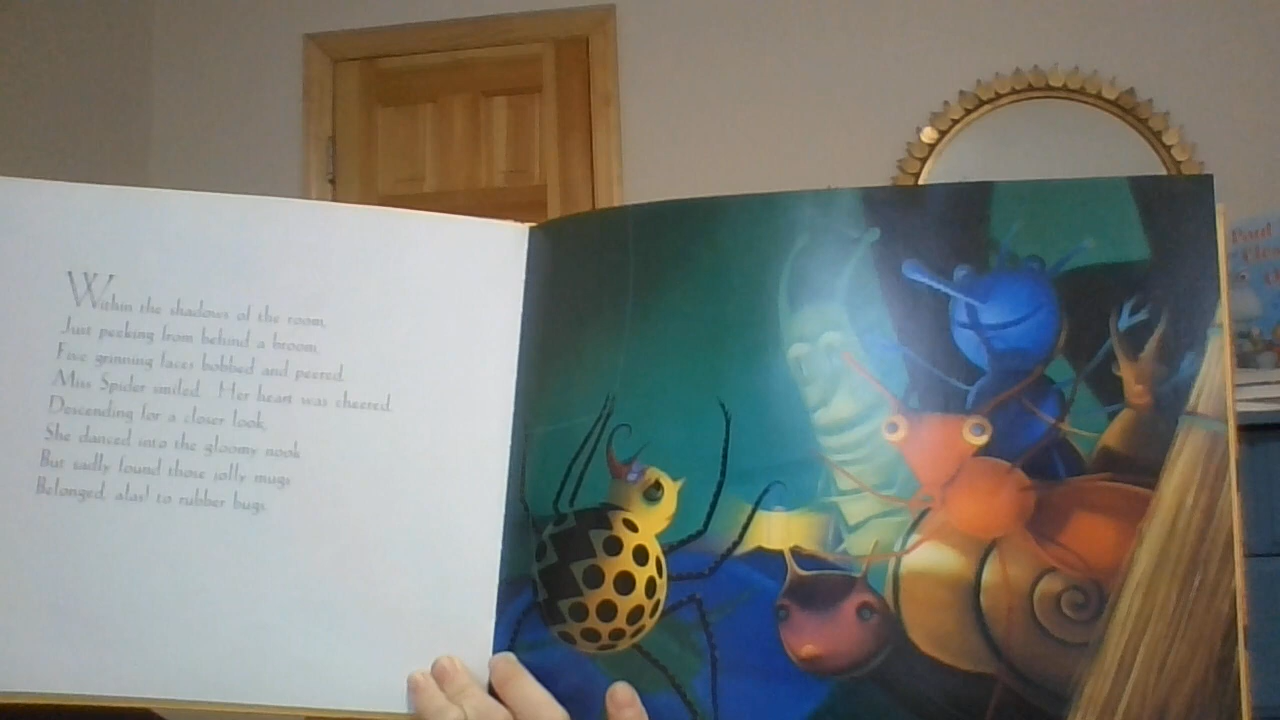 Within the shadows of the room,
Just peeking from behind a broom,
Five grinning faces bobbed and peered.
Miss Spider smiled. Her heart was cheered.
Descending for a closer look,
She danced into the gloomy nook
But sadly found those jolly mugs
Belonged, alas! to rubber bugs.
Paul